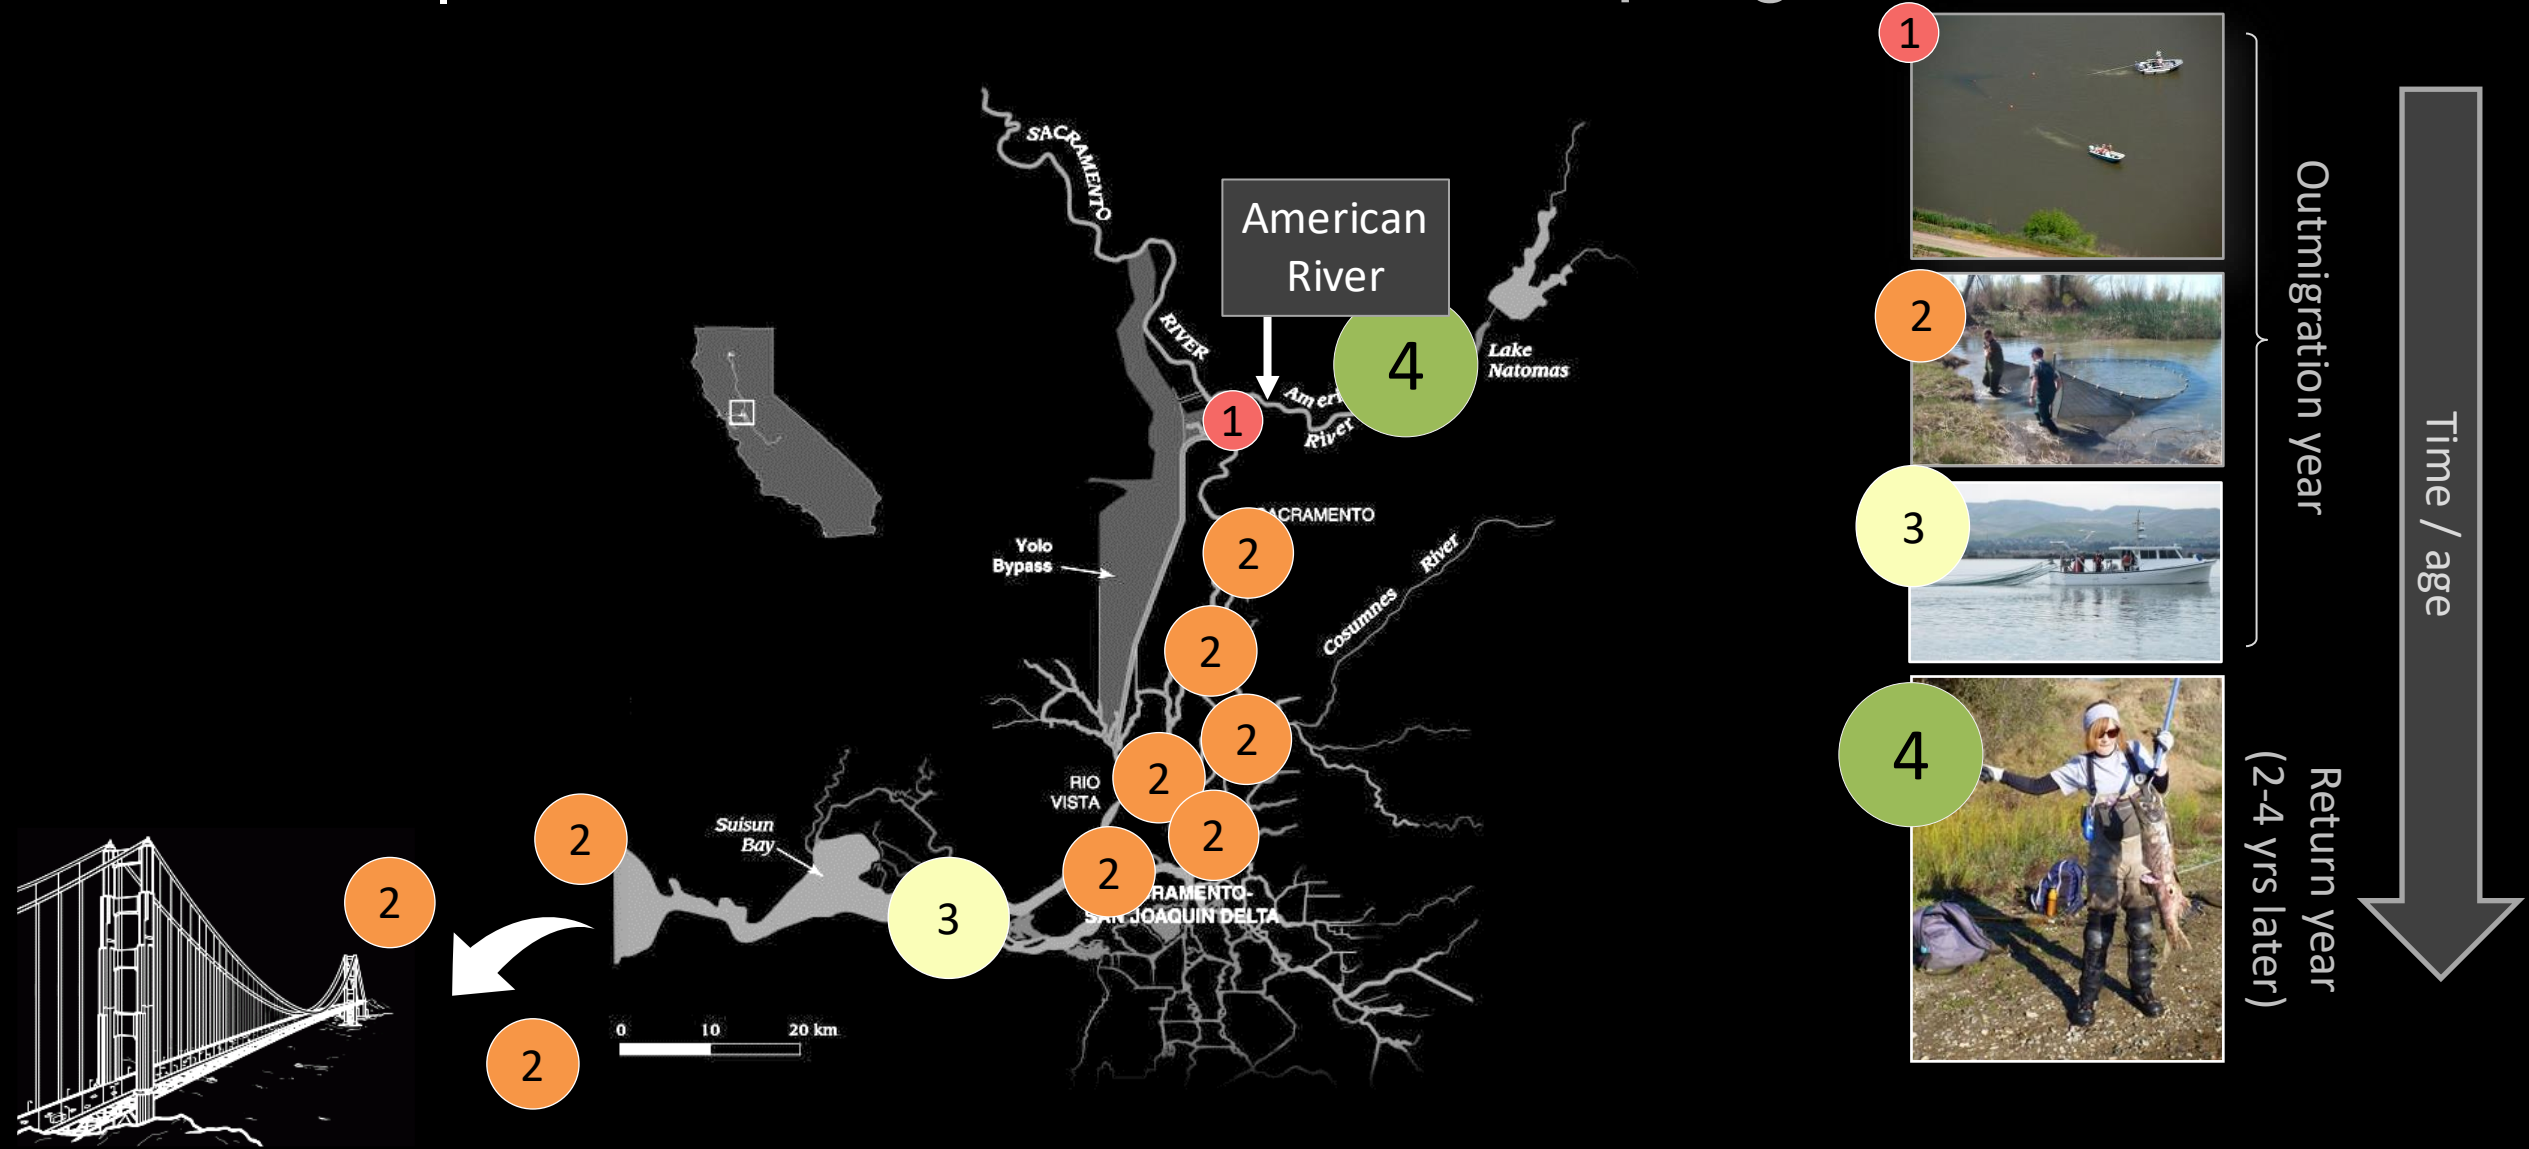 SACRAMENTO
RIVER
American
River
4
Lake
Natomas
1
River
SACRAMENTO
2
Yolo
Bypass
Cosumnes River
2
2
2
RIO
VISTA
2
2
2
Suisun
Bay
2
3
RAMENTO-
SAN JOAQUIN DELTA
0 10 20 km
2
1
2
3
4
Outmigration year
Return year
(2-4 yrs later)
Time / age